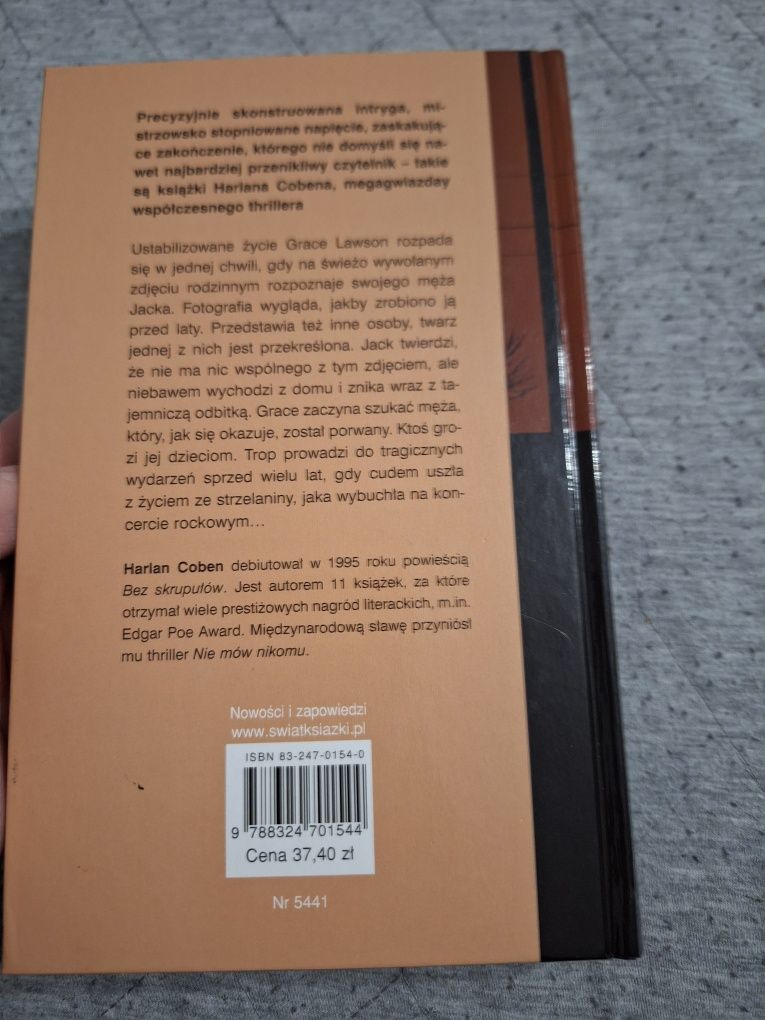 Precyzyjnie skonstruowana intryga, mi-
strzowsko stopniowane napięcie, zaskakują-
ce zakończenie, którego nie domyśli się na-
wet najbardziej przenikliwy czytelnik – takie
są książki Harlana Cobena, megagwiazdy
współczesnego thrillera
Ustabilizowane życie Grace Lawson rozpada
się w jednej chwili, gdy na świeżo wywołanym
zdjęciu rodzinnym rozpoznaje swojego męża
Jacka. Fotografia wygląda, jakby zrobiono ją
przed laty. Przedstawia też inne osoby, twarz
jednej z nich jest przekreślona. Jack twierdzi,
że nie ma nic wspólnego z tym zdjęciem, ale
niebawem wychodzi z domu i znika wraz z ta-
jemniczą odbitką. Grace zaczyna szukać męża,
który, jak się okazuje, został porwany. Ktoś gro-
zi jej dzieciom. Trop prowadzi do tragicznych
wydarzeń sprzed wielu lat, gdy cudem uszła
z życiem ze strzelaniny, jaka wybuchła na kon-
cercie rockowym...
Harlan Coben debiutował w 1995 roku powieścią
Bez skrupułów. Jest autorem 11 książek, za które
otrzymał wiele prestiżowych nagród literackich, m.in.
Edgar Poe Award. Międzynarodową sławę przyniósł
mu thriller Nie mów nikomu.
Nowości i zapowiedzi
www.swiatksiazki.pl
ISBN 83-247-0154-0
9 788324 701544
Cena 37,40 zł
Nr 5441